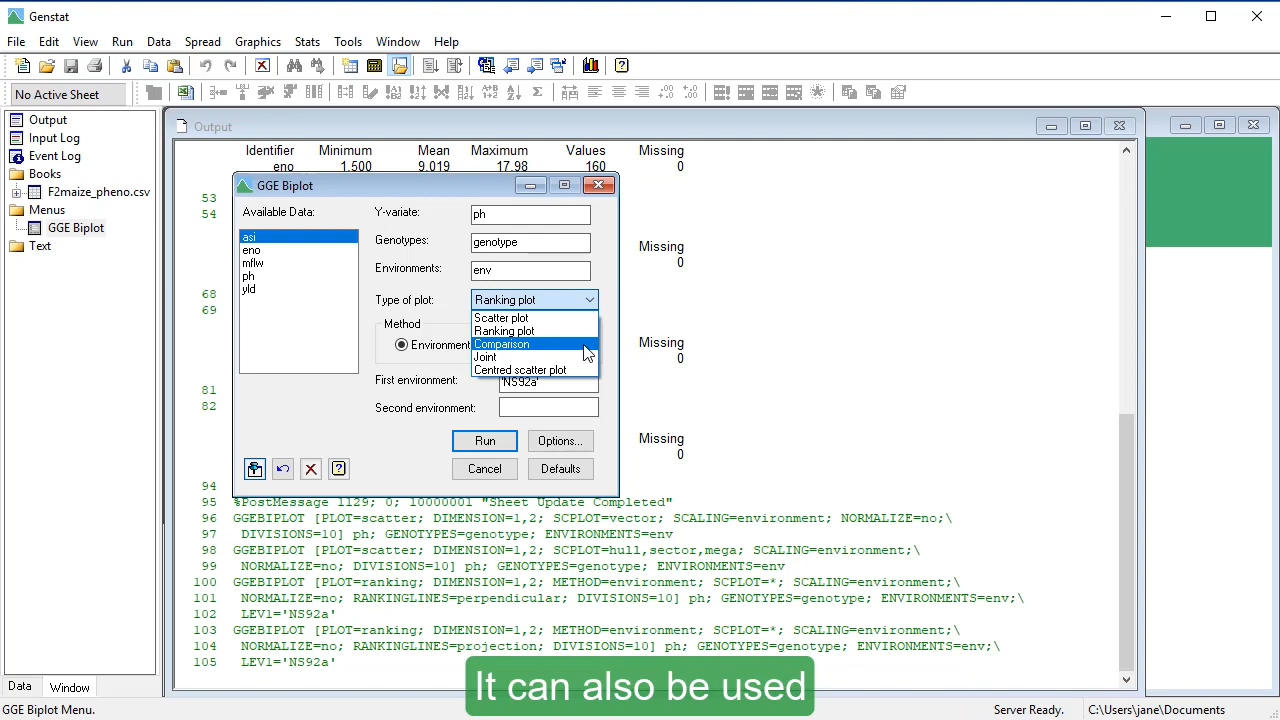 Genstat
File Edit View Run Data Spread Graphics Stats Tools Window Help
No Active Sheet
Output
Input Log
Event Log
Books
F2maize_pheno.csv
Menus
GGE Biplot
Text
Data Window
Output
Identifier Minimum Mean Maximum Values Missing
eno 1.500 9.019 17.98 160 0
53
54 Missing
0
68
69
Missing
0
81
82
Missing
0
94
95 %PostMessage 1129; 0; 10000001 "Sheet Update Completed"
96 GGEBIPLOT [PLOT=scatter; DIMENSION=1,2; SCPLOT=vector; SCALING=environment; NORMALIZE=no;\
97 DIVISIONS=10] ph; GENOTYPES=genotype; ENVIRONMENTS=env
98 GGEBIPLOT [PLOT=scatter; DIMENSION=1,2; SCPLOT=hull,sector,mega; SCALING=environment;\
99 NORMALIZE=no; DIVISIONS=10] ph; GENOTYPES=genotype; ENVIRONMENTS=env
100 GGEBIPLOT [PLOT=ranking; DIMENSION=1,2; METHOD=environment; SCPLOT=*; SCALING=environment;\
101 NORMALIZE=no; RANKINGLINES=perpendicular; DIVISIONS=10] ph; GENOTYPES=genotype; ENVIRONMENTS=env;\
102 LEV1='NS92a'
103 GGEBIPLOT [PLOT=ranking; DIMENSION=1,2; METHOD=environment; SCPLOT=*; SCALING=environment;\
104 NORMALIZE=no; RANKINGLINES=projection; DIVISIONS=10] ph; GENOTYPES=genotype; ENVIRONMENTS=env;\
105 LEV1='NS92a'
GGE Biplot
Available Data:
asi
eno
mflw
ph
yld
Y-variate: ph
Genotypes: genotype
Environments: env
Type of plot: Ranking plot
Scatter plot
Ranking plot
Comparison
Joint
Centred scatter plot
Method
Environment
First environment: 'NS92a'
Second environment:
Run Options...
Cancel Defaults
It can also be used
GGE Biplot Menu. Server Ready. C:\Users\jane\Documents